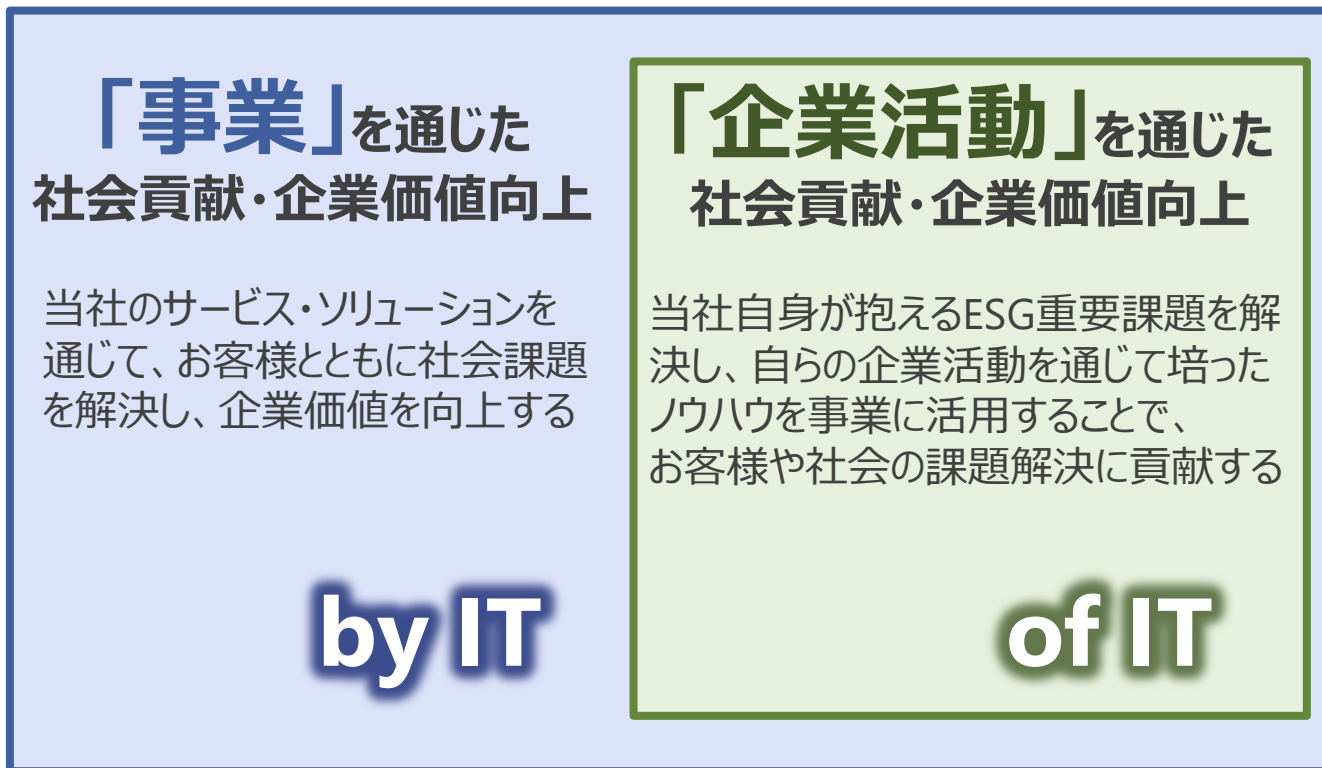 「事業」を通じた
社会貢献・企業価値向上
当社のサービス・ソリューションを
通じて、お客様とともに社会課題
を解決し、企業価値を向上する
by IT
「企業活動」を通じた
社会貢献・企業価値向上
当社自身が抱えるESG重要課題を解
決し、自らの企業活動を通じて培った
ノウハウを事業に活用することで、
お客様や社会の課題解決に貢献する
of IT